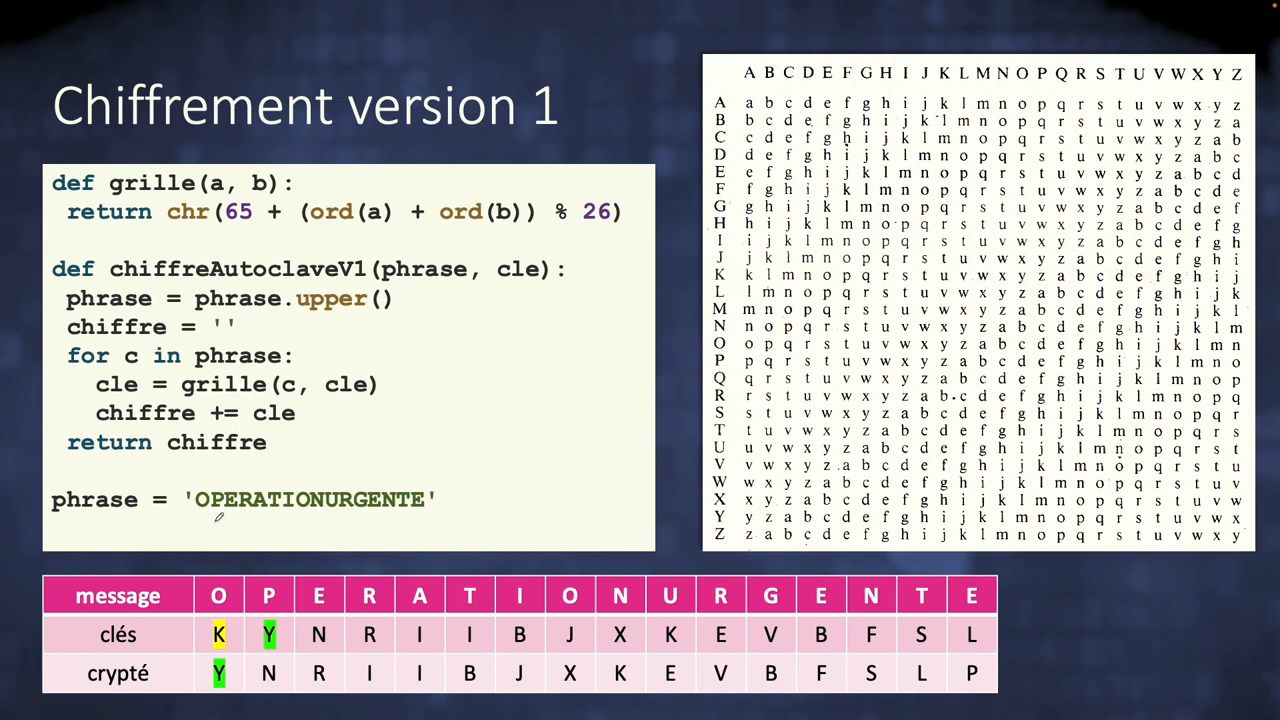 Chiffrement version 1
def grille(a, b):
 return chr(65 + (ord(a) + ord(b)) % 26)
def chiffreAutoclaveV1(phrase, cle):
 phrase = phrase.upper()
 chiffre = ''
 for c in phrase:
   cle = grille(c, cle)
   chiffre += cle
 return chiffre
phrase = 'OPERATIONURGENTE'
A B C D E F G H I J K L M N O P Q R S T U V W X Y Z
A a b c d e f g h i j k l m n o p q r s t u v w x y z
B b c d e f g h i j k l m n o p q r s t u v w x y z a
C c d e f g h i j k l m n o p q r s t u v w x y z a b
D d e f g h i j k l m n o p q r s t u v w x y z a b c
E e f g h i j k l m n o p q r s t u v w x y z a b c d
F f g h i j k l m n o p q r s t u v w x y z a b c d e
G g h i j k l m n o p q r s t u v w x y z a b c d e f
H h i j k l m n o p q r s t u v w x y z a b c d e f g
I i j k l m n o p q r s t u v w x y z a b c d e f g h
J j k l m n o p q r s t u v w x y z a b c d e f g h i
K k l m n o p q r s t u v w x y z a b c d e f g h i j
L l m n o p q r s t u v w x y z a b c d e f g h i j k
M m n o p q r s t u v w x y z a b c d e f g h i j k l
N n o p q r s t u v w x y z a b c d e f g h i j k l m
O o p q r s t u v w x y z a b c d e f g h i j k l m n
P p q r s t u v w x y z a b c d e f g h i j k l m n o
Q q r s t u v w x y z a b c d e f g h i j k l m n o p
R r s t u v w x y z a b c d e f g h i j k l m n o p q
S s t u v w x y z a b c d e f g h i j k l m n o p q r
T t u v w x y z a b c d e f g h i j k l m n o p q r s
U u v w x y z a b c d e f g h i j k l m n o p q r s t
V v w x y z a b c d e f g h i j k l m n o p q r s t u
W w x y z a b c d e f g h i j k l m n o p q r s t u v
X x y z a b c d e f g h i j k l m n o p q r s t u v w
Y y z a b c d e f g h i j k l m n o p q r s t u v w x
Z z a b c d e f g h i j k l m n o p q r s t u v w x y
message O P E R A T I O N U R G E N T E
clés K Y N R I I B J X K E V B F S L
crypté Y N R I I B J X K E V B F S L P